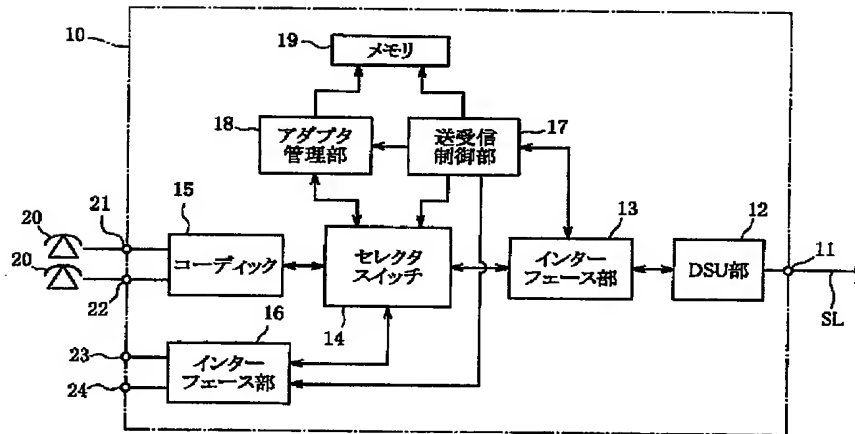 10
19
メモリ
18
アダプタ
管理部
送受信
制御部
17
15
20
21
コーディック
20
22
セレクタ
スイッチ
14
13
インター
フェース部
12
DSU部
11
SL
16
23
インター
フェース部
24